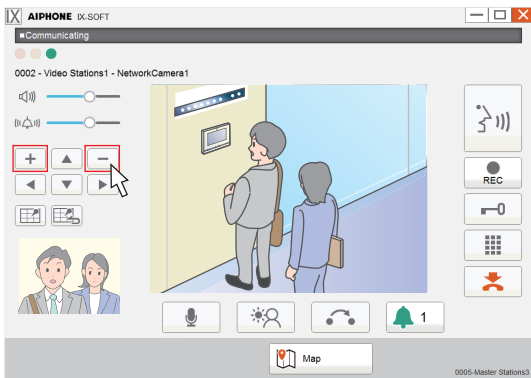 AIPHONE IX-SOFT
■Communicating
0002 - Video Stations1 - NetworkCamera1
REC
1
Map
0005-Master Stations3